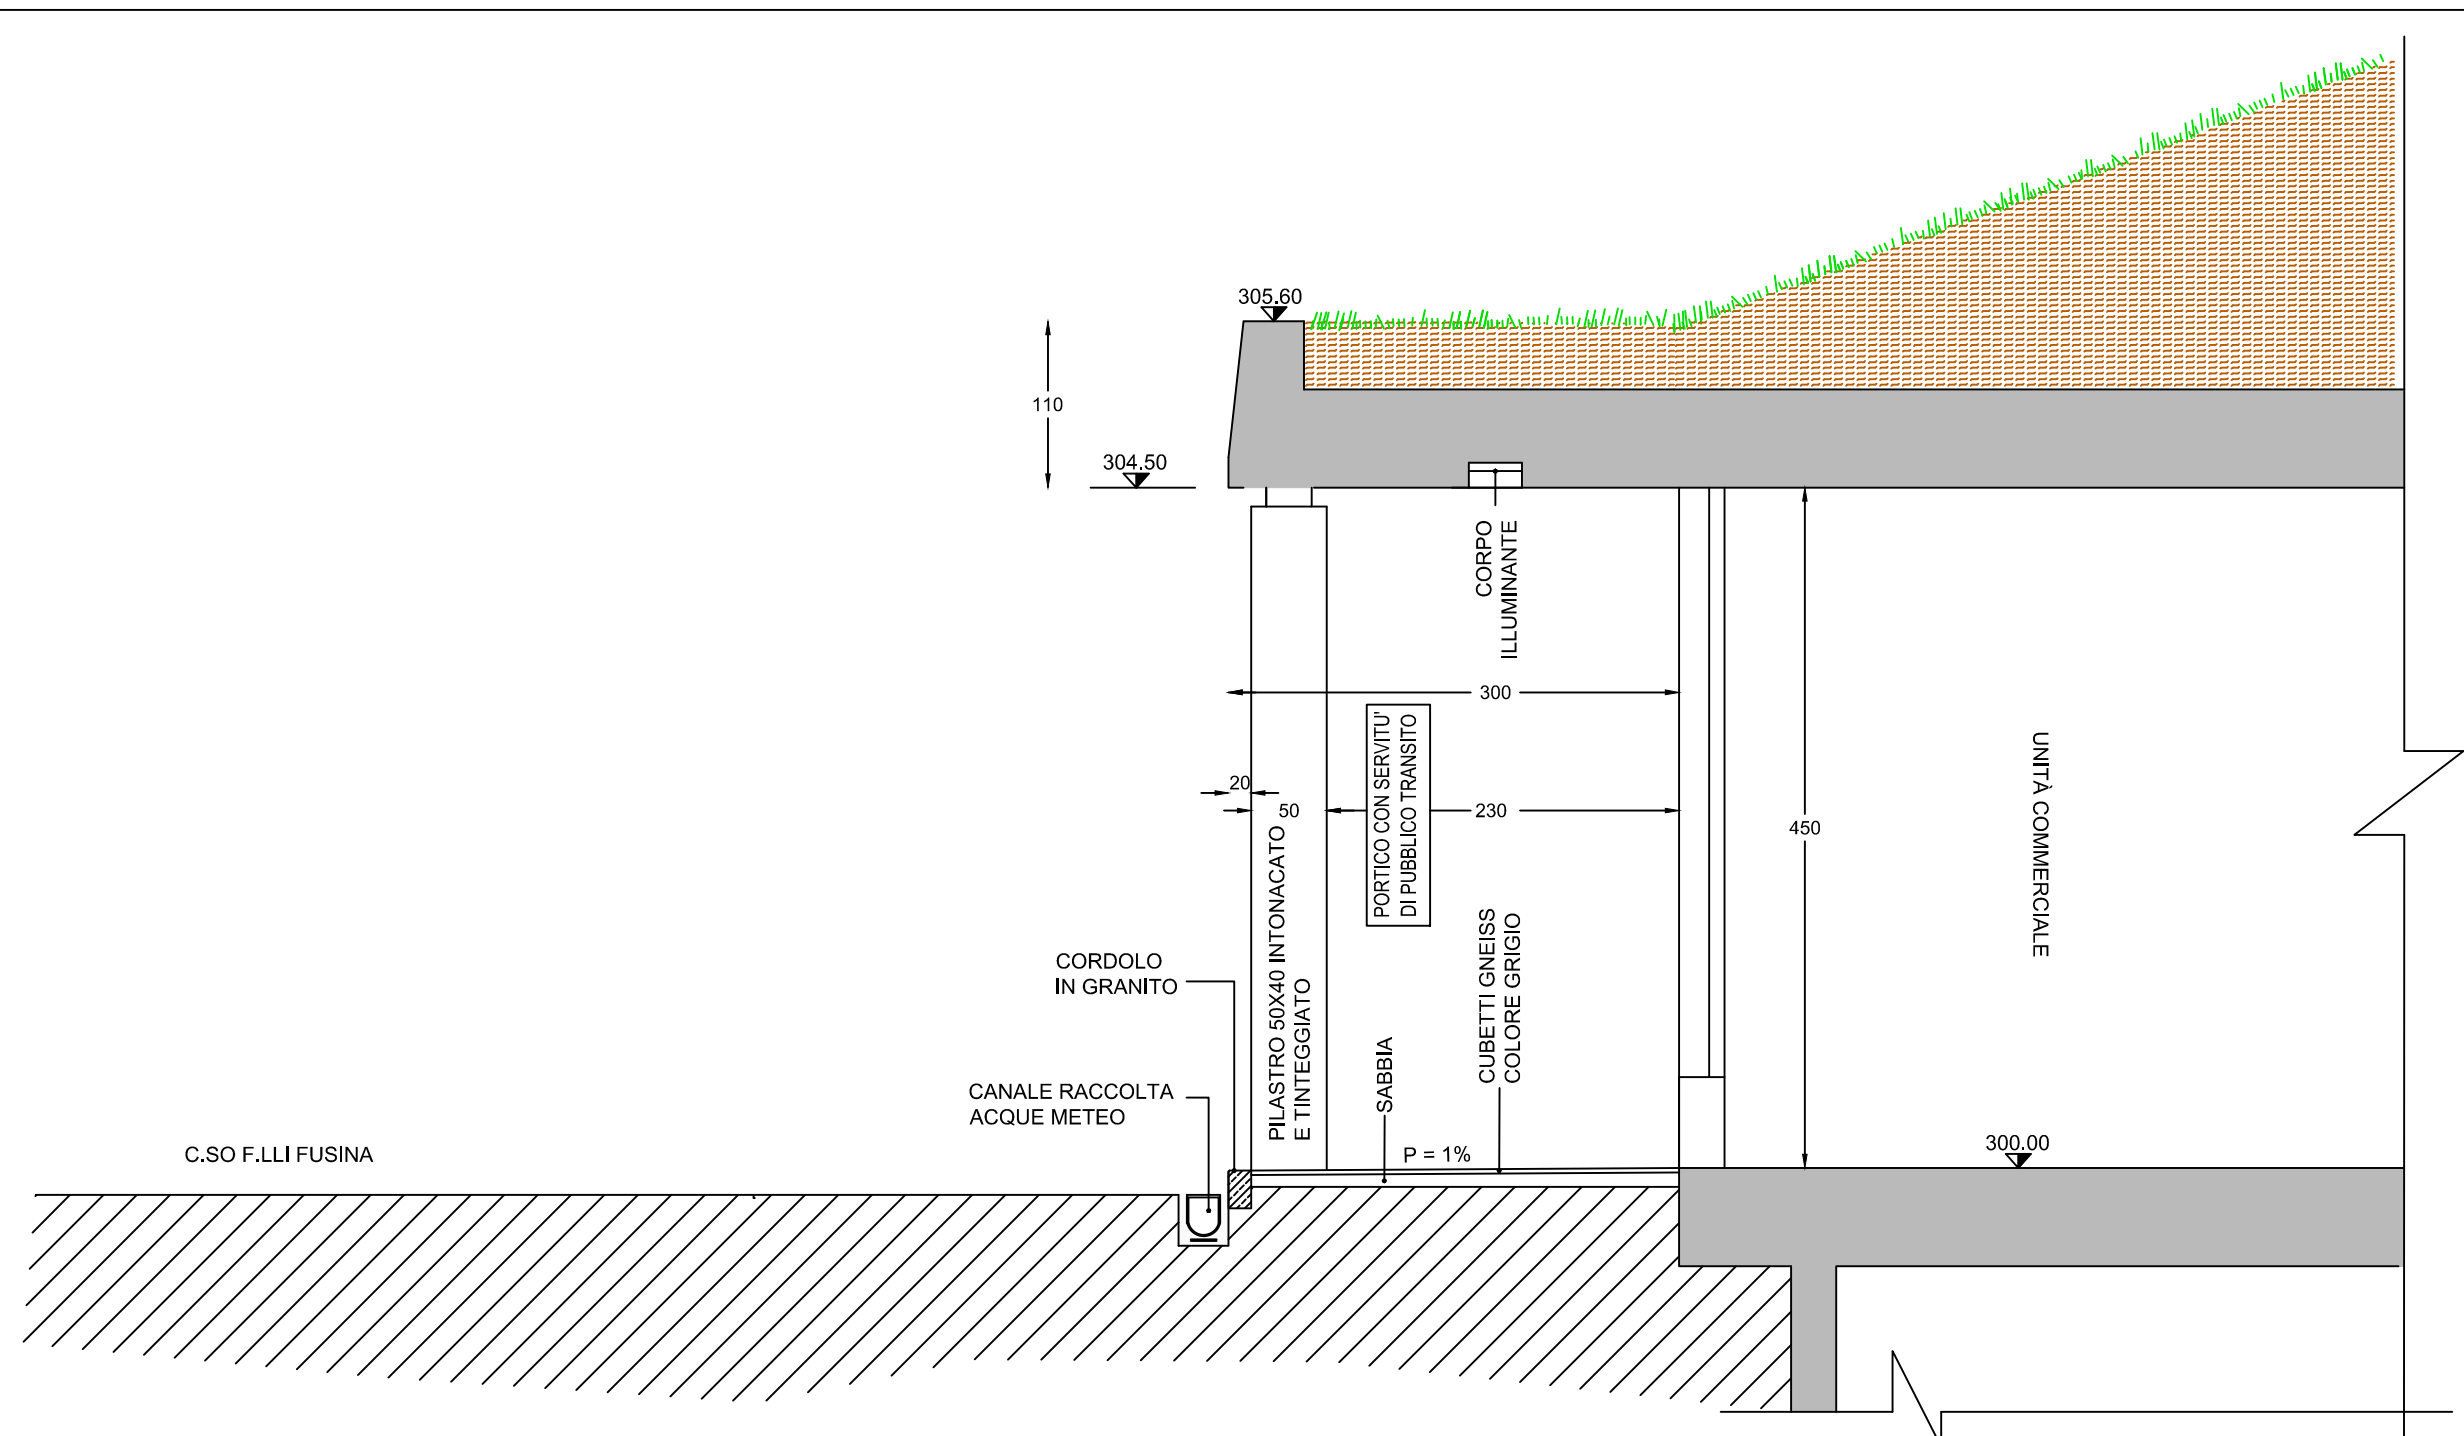 305.60
110
304.50
CORPO
ILLUMINANTE
300
PORTICO CON SERVITU'
DI PUBBLICO TRANSITO
UNITÀ COMMERCIALE
20
50
230
450
PILASTRO 50X40 INTONACATO
E TINTEGGIATO
CUBETTI GNEISS
COLORE GRIGIO
CORDOLO
IN GRANITO
SABBIA
CANALE RACCOLTA
ACQUE METEO
C.SO F.LLI FUSINA
P = 1%
300.00